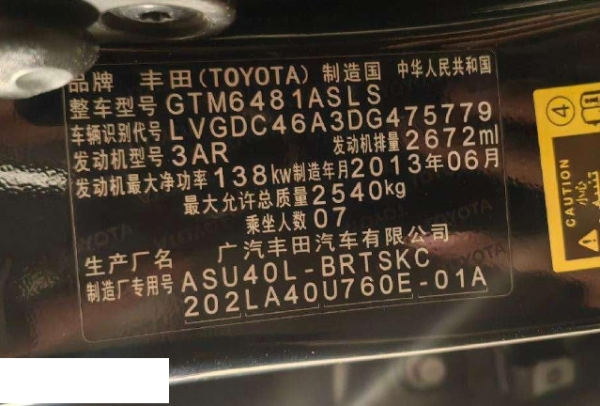 品牌 丰田(TOYOTA) 制造国 中华人民共和国
整车型号 GTM6481ASLS
车辆识别代号 LVGDC46A3DG475779
发动机型号 3AR 发动机排量 2672ml
发动机最大净功率 138kw 制造年月 2013年06月
最大允许总质量 2540kg
乘坐人数 07
生产厂名 广汽丰田汽车有限公司
制造厂专用号 ASU40L-BRTSKC
202LA40U760E-01A
④
CAUTION
小心